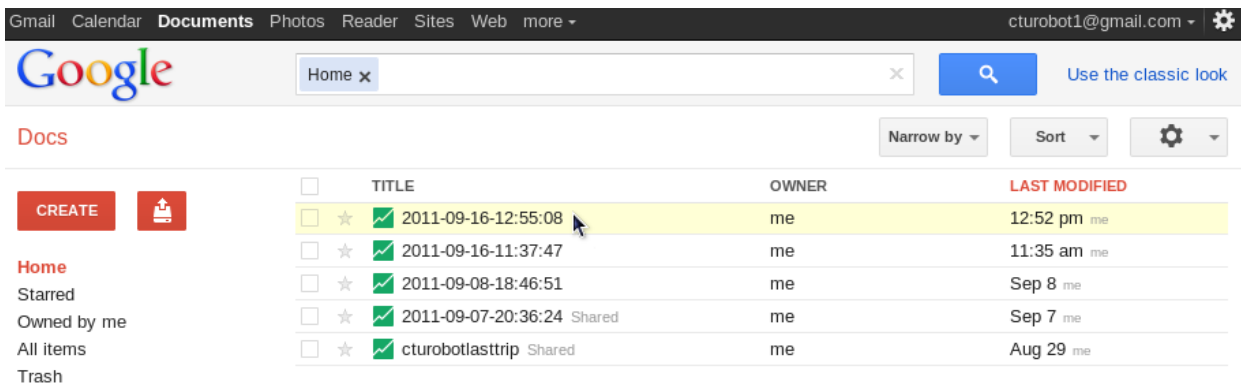 Gmail Calendar Documents Photos Reader Sites Web more cturobot1@gmail.com
Google Home x × Use the classic look
Docs Narrow by Sort
TITLE OWNER LAST MODIFIED
CREATE 2011-09-16-12:55:08 me 12:52 pm me
2011-09-16-11:37:47 me 11:35 am me
Home
2011-09-08-18:46:51 me Sep 8 me
Starred
2011-09-07-20:36:24 Shared me Sep 7 me
Owned by me
cturobotlasttrip Shared me Aug 29 me
All items
Trash